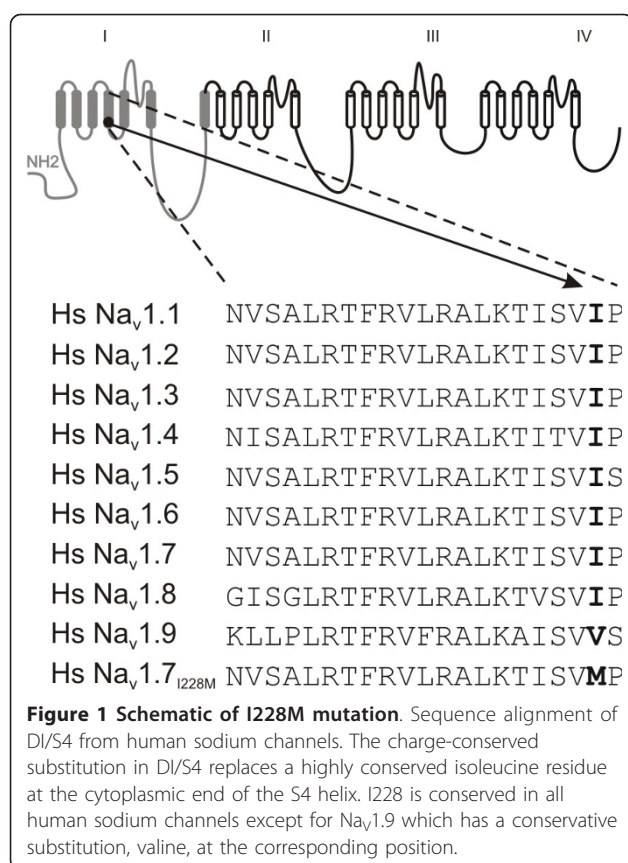 I II III IV
NH2
Hs Nav1.1 NVSALRTFRVLRALKTISVIP
Hs Nav1.2 NVSALRTFRVLRALKTISVIP
Hs Nav1.3 NVSALRTFRVLRALKTISVIP
Hs Nav1.4 NISALRTFRVLRALKTITVIP
Hs Nav1.5 NVSALRTFRVLRALKTISVIS
Hs Nav1.6 NVSALRTFRVLRALKTISVIP
Hs Nav1.7 NVSALRTFRVLRALKTISVIP
Hs Nav1.8 GISGLRTFRVLRALKTVSVIP
Hs Nav1.9 KLLPLRTFRVFRALKAISVVS
Hs Nav1.7I228M NVSALRTFRVLRALKTISVMP
Figure 1 Schematic of I228M mutation. Sequence alignment of
DI/S4 from human sodium channels. The charge-conserved
substitution in DI/S4 replaces a highly conserved isoleucine residue
at the cytoplasmic end of the S4 helix. I228 is conserved in all
human sodium channels except for NaV1.9 which has a conservative
substitution, valine, at the corresponding position.